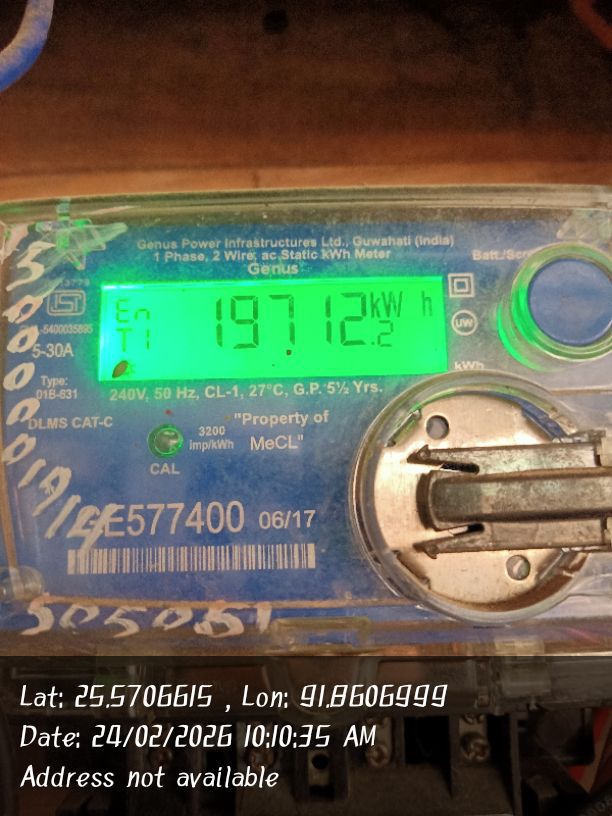 Genus Power Infrastructures Ltd., Guwahati (India)
1 Phase, 2 Wire, ac Static kWh Meter
Genus
En
T1
19712.2
kW h
UW
kWh
5-30A
Type:
01B-631
240V, 50 Hz, CL-1, 27°C, G.P. 5½ Yrs.
DLMS CAT-C
3200
imp/kWh
CAL
"Property of
MeCL"
E577400 06/17
505051
Lat: 25.5706615 , Lon: 91.8606999
Date: 24/02/2026 10:10:35 AM
Address not available